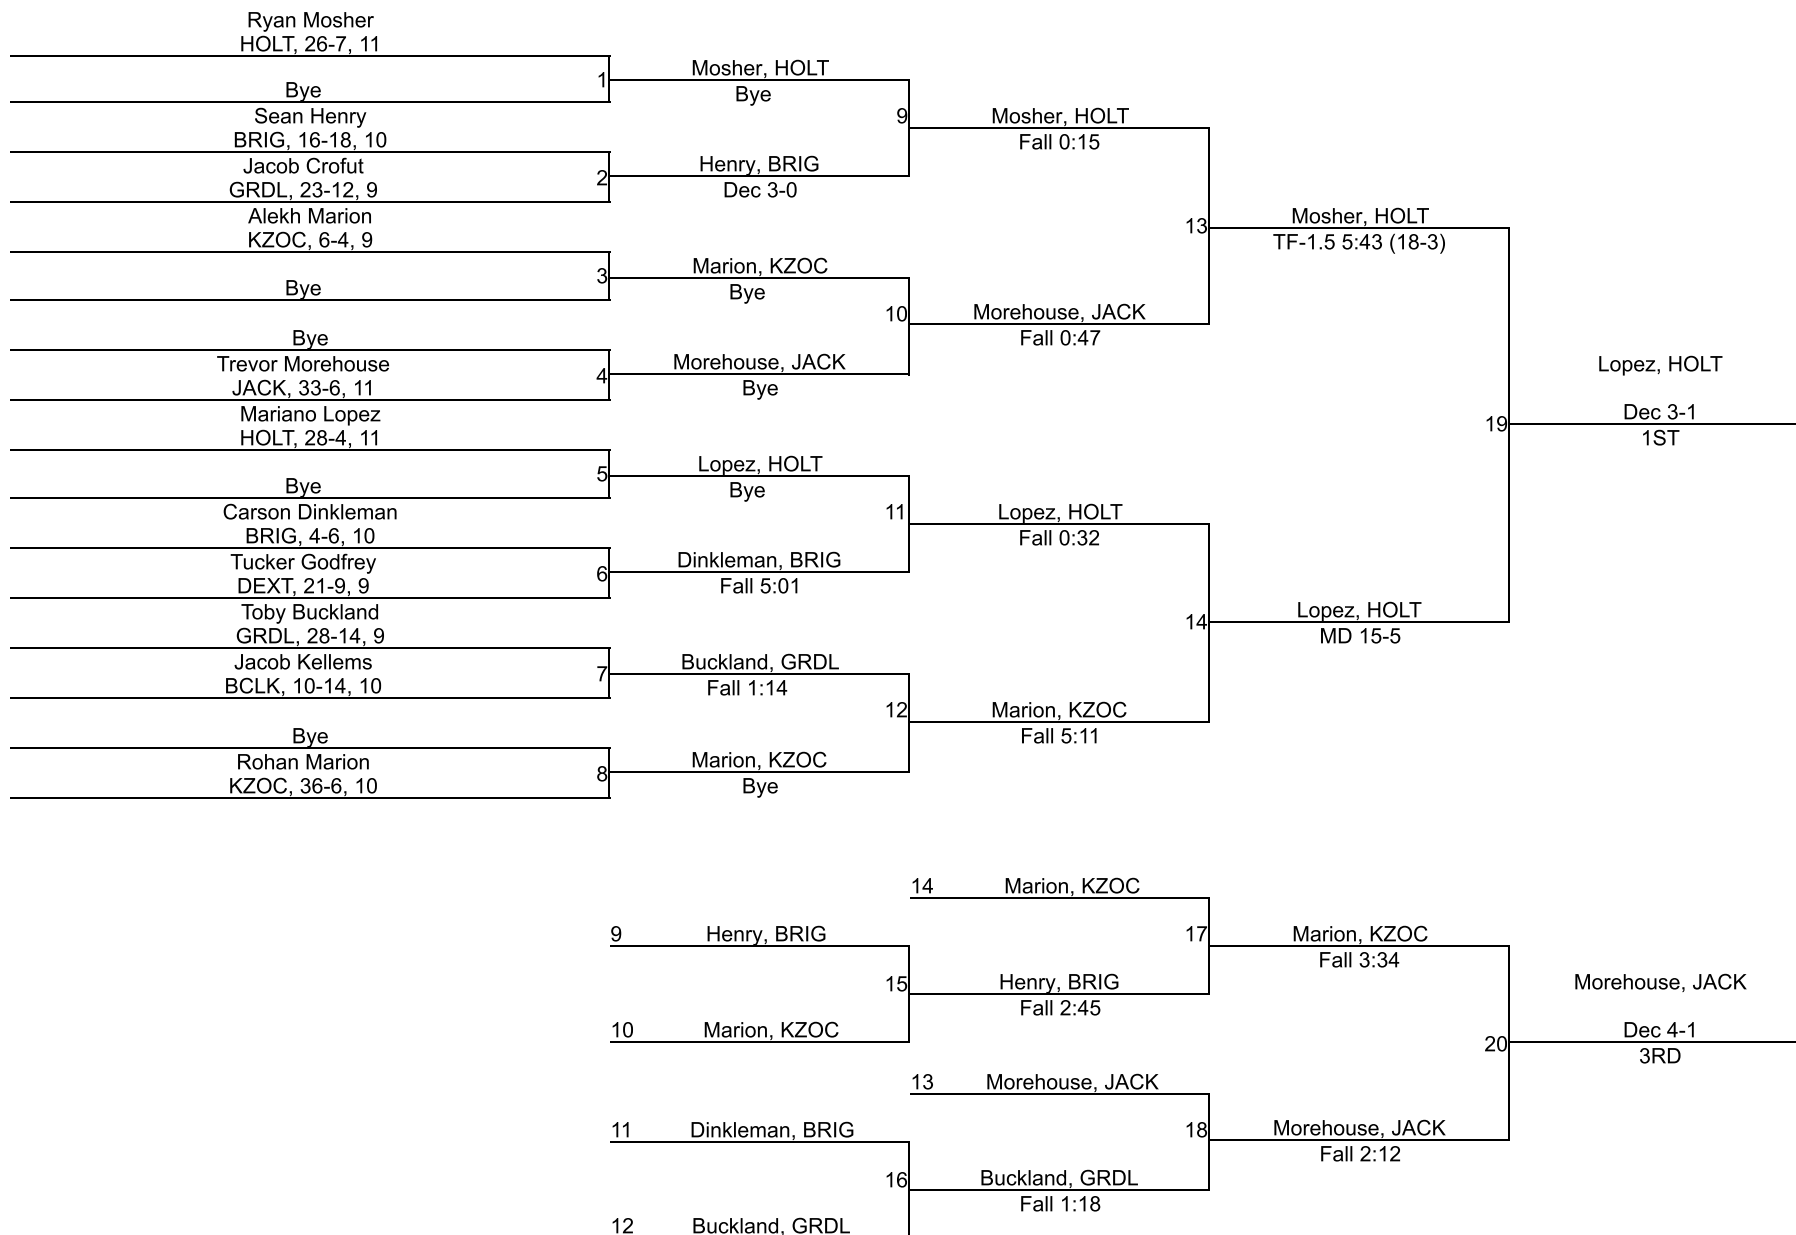 Ryan Mosher
HOLT, 26-7, 11
1
Bye
Mosher, HOLT
Bye
Sean Henry
BRIG, 16-18, 10
2
Jacob Crofut
GRDL, 23-12, 9
Henry, BRIG
Dec 3-0
9
Mosher, HOLT
Fall 0:15
Alekh Marion
KZOC, 6-4, 9
3
Bye
Marion, KZOC
Bye
Bye
Trevor Morehouse
JACK, 33-6, 11
4
Morehouse, JACK
Bye
10
Morehouse, JACK
Fall 0:47
13
Mosher, HOLT
TF-1.5 5:43 (18-3)
Mariano Lopez
HOLT, 28-4, 11
5
Bye
Lopez, HOLT
Bye
Carson Dinkleman
BRIG, 4-6, 10
6
Tucker Godfrey
DEXT, 21-9, 9
Dinkleman, BRIG
Fall 5:01
11
Lopez, HOLT
Fall 0:32
Toby Buckland
GRDL, 28-14, 9
7
Jacob Kellems
BCLK, 10-14, 10
Buckland, GRDL
Fall 1:14
Bye
Rohan Marion
KZOC, 36-6, 10
8
Marion, KZOC
Bye
12
Marion, KZOC
Fall 5:11
14
Lopez, HOLT
MD 15-5
19
Lopez, HOLT
Dec 3-1
1ST
14 Marion, KZOC
9 Henry, BRIG
15
10 Marion, KZOC
Henry, BRIG
Fall 2:45
17
Marion, KZOC
Fall 3:34
13 Morehouse, JACK
11 Dinkleman, BRIG
16
12 Buckland, GRDL
Buckland, GRDL
Fall 1:18
18
Morehouse, JACK
Fall 2:12
20
Morehouse, JACK
Dec 4-1
3RD